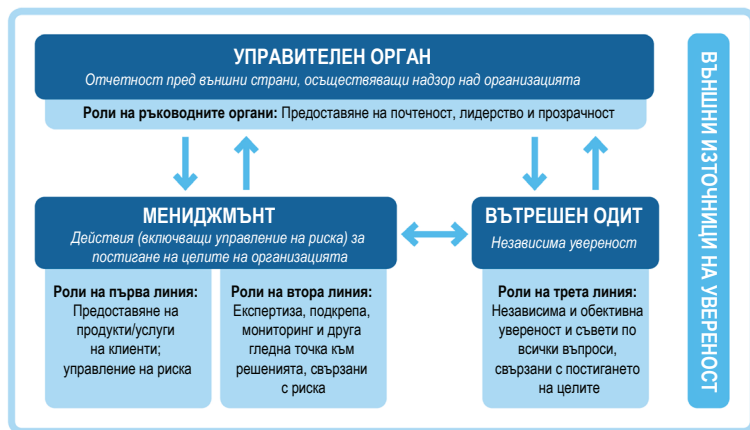 УПРАВИТЕЛЕН ОРГАН
Отчетност пред външни страни, осъществяващи надзор над организацията
Роли на ръководните органи: Предоставяне на почтеност, лидерство и прозрачност
МЕНИДЖМЪНТ
Действия (включващи управление на риска) за
постигане на целите на организацията
Роли на първа линия:
Предоставяне на
продукти/услуги
на клиенти;
управление на риска
Роли на втора линия:
Експертиза, подкрепа,
мониторинг и друга
гледна точка към
решенията, свързани
с риска
ВЪТРЕШЕН ОДИТ
Независима увереност
Роли на трета линия:
Независима и обективна
увереност и съвети по
всички въпроси,
свързани с постигането
на целите
ВЪНШНИ ИЗТОЧНИЦИ НА УВЕРЕНОСТ